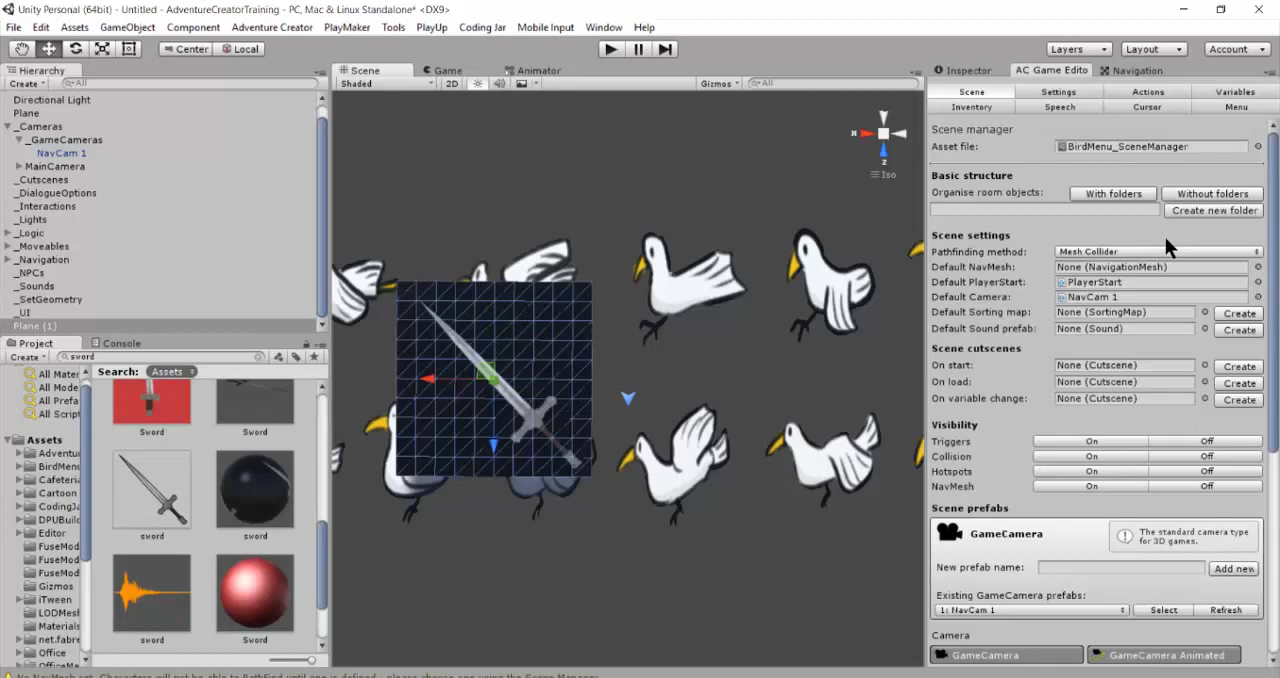 Unity Personal (64bit) - Untitled - AdventureCreatorTraining - PC, Mac & Linux Standalone* <DX9>
File Edit Assets GameObject Component Adventure Creator PlayMaker Tools PlayUp Coding Jar Mobile Input Window Help
Center Local Layers Layout Account
Hierarchy
Create All
Directional Light
Plane
_Cameras
_GameCameras
NavCam 1
MainCamera
_Cutscenes
_DialogueOptions
_Interactions
_Lights
_Logic
_Moveables
_Navigation
_NPCs
_Sounds
_SetGeometry
_UI
Plane (1)
Project Console
Create sword
All Mater
All Mode
All Prefa
All Script
Assets
Adventu
BirdMenu
Cafeteria
Cartoon
CodingJa
DPUBuild
Editor
FuseMod
FuseMod
FuseMod
Gizmos
iTween
LODMesh
Materials
net.fabre
Office
OfficeMa
Search: Assets
Sword
Sword
sword
sword
sword
Sword
Scene Game Animator
Shaded 2D Gizmos All
x
z
Iso
Inspector AC Game Edito Navigation
Scene Settings Actions Variables
Inventory Speech Cursor Menu
Scene manager
Asset file: BirdMenu_SceneManager
Basic structure
Organise room objects: With folders Without folders
Create new folder
Scene settings
Pathfinding method: Mesh Collider
Default NavMesh: None (NavigationMesh)
Default PlayerStart: PlayerStart
Default Camera: NavCam 1
Default Sorting map: None (SortingMap) Create
Default Sound prefab: None (Sound) Create
Scene cutscenes
On start: None (Cutscene) Create
On load: None (Cutscene) Create
On variable change: None (Cutscene) Create
Visibility
Triggers On Off
Collision On Off
Hotspots On Off
NavMesh On Off
Scene prefabs
GameCamera The standard camera type
for 3D games.
New prefab name: Add new
Existing GameCamera prefabs:
1: NavCam 1 Select Refresh
Camera
GameCamera GameCamera Animated